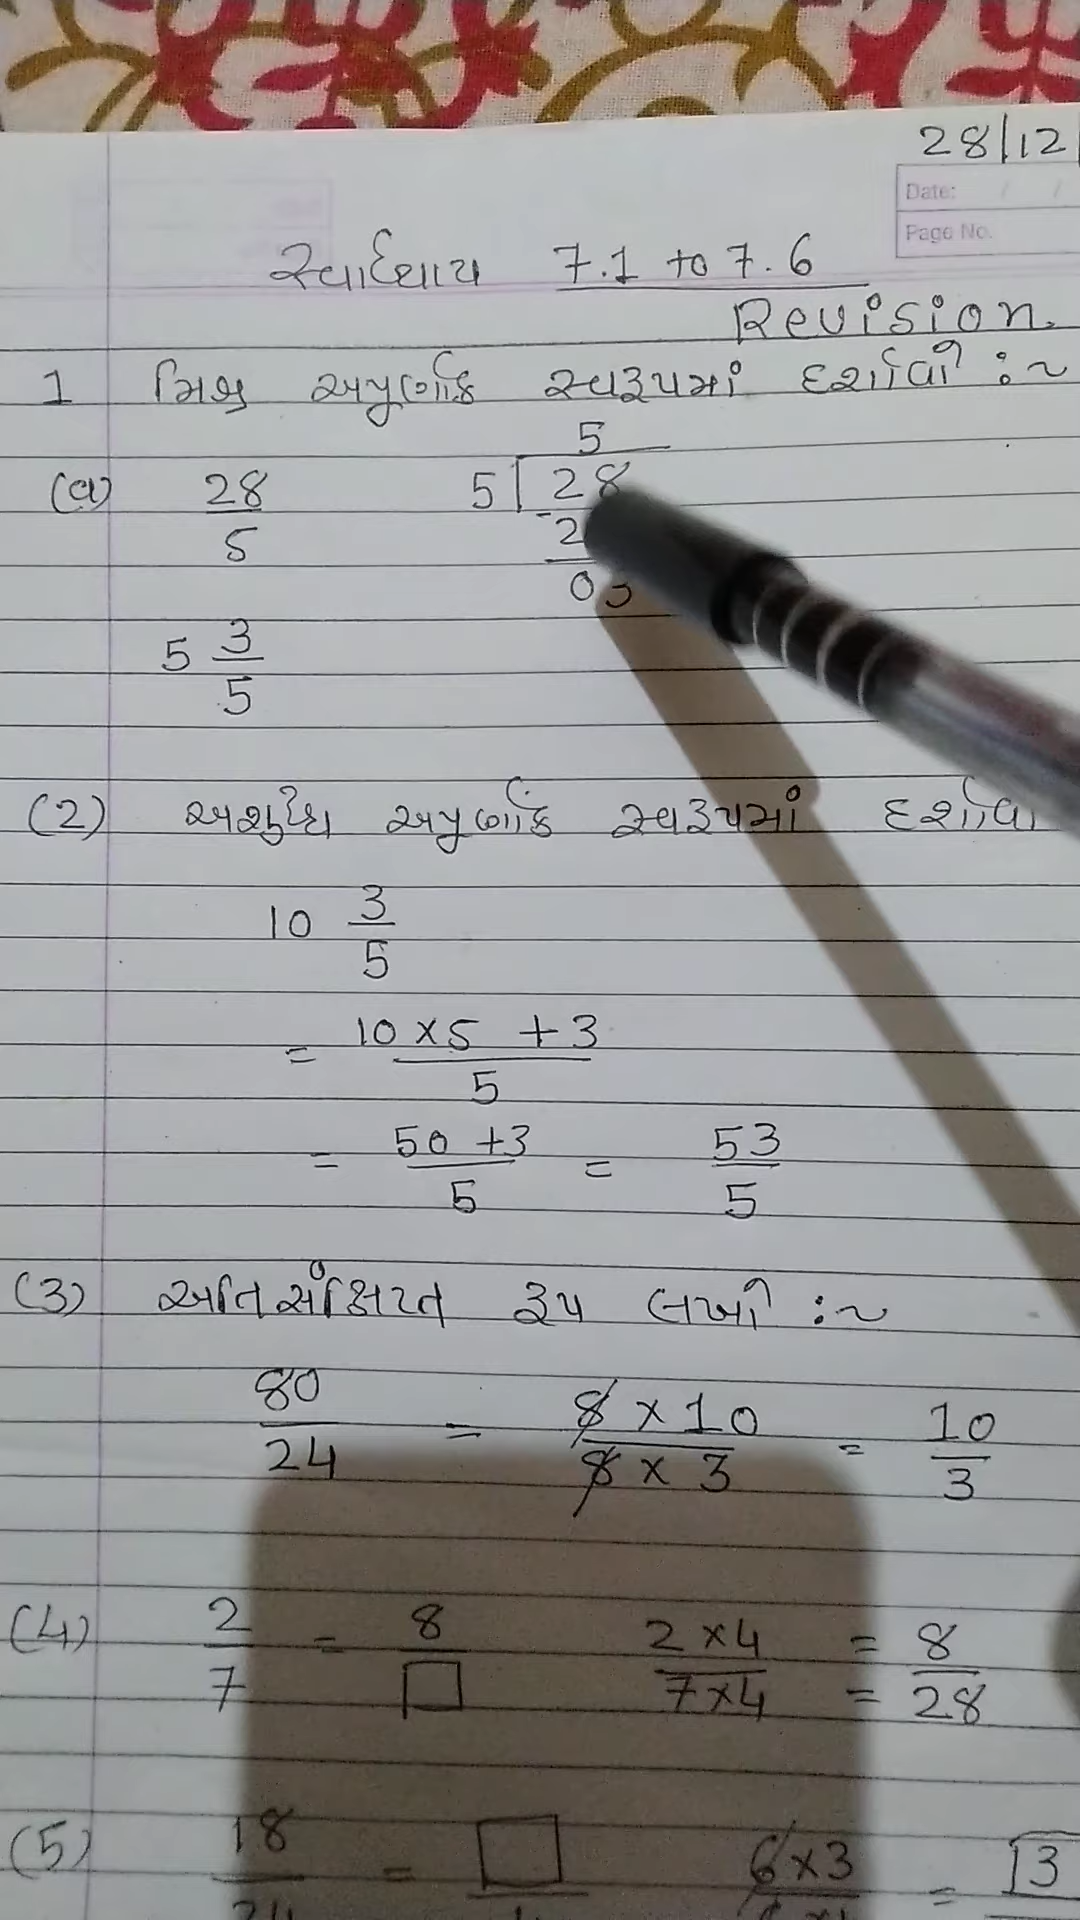 28/12/
Date: / /
Page No.
સ્વાધ્યાય 7.1 to 7.6
Revision.
1 મિશ્ર અપુર્ણાંક સ્વરૂપમાં દર્શાવો :~
(a) 28/5 5 ) 28 5
- 2
03
5 3/5
(2) અશુધ્ધ અપુર્ણાંક સ્વરૂપમાં દર્શાવો
10 3/5
= 10 × 5 + 3 / 5
= 50 + 3 / 5 = 53/5
(3) અતિસંક્ષિપ્ત રૂપ લખો :~
80/24 = 8 × 10 / 8 × 3 = 10/3
(4) 2/7 = 8/□ 2 × 4 / 7 × 4 = 8 / = 28
(5) 18/24 = □ 6 × 3 = 3